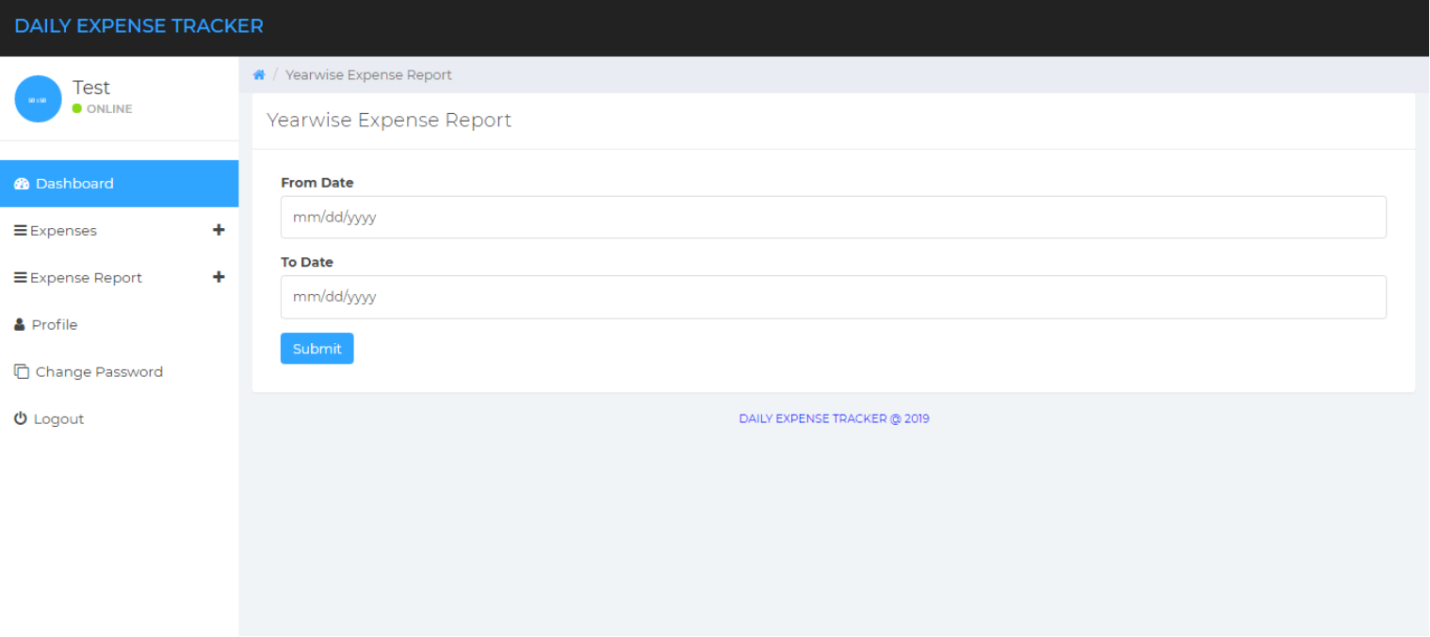 DAILY EXPENSE TRACKER
Test
ONLINE
/ Yearwise Expense Report
Yearwise Expense Report
Dashboard
From Date
mm/dd/yyyy
Expenses
To Date
Expense Report
mm/dd/yyyy
Profile
Submit
Change Password
Logout
DAILY EXPENSE TRACKER @ 2019